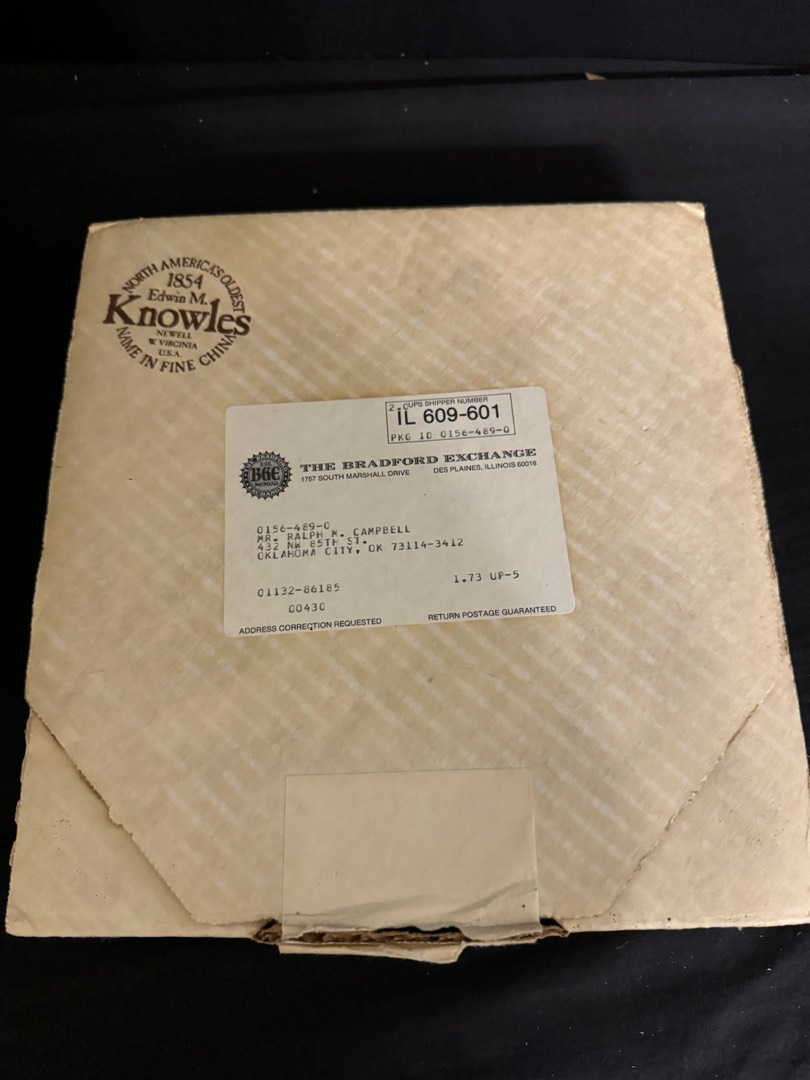 NORTH AMERICA'S OLDEST
1854
Edwin M.
Knowles
NEWELL
W VIRGINIA
U.S.A.
NAME IN FINE CHINA
2.0 UPS SHIPPER NUMBER
IL 609-601
PKG ID 0156-489-0
BGE
THE BRADFORD EXCHANGE
1757 SOUTH MARSHALL DRIVE DES PLAINES, ILLINOIS 60018
0156-489-0
MR. RALPH M. CAMPBELL
432 NW 85TH ST.
OKLAHOMA CITY, OK 73114-3412
01132-86185 1.73 UP-5
00430
ADDRESS CORRECTION REQUESTED RETURN POSTAGE GUARANTEED